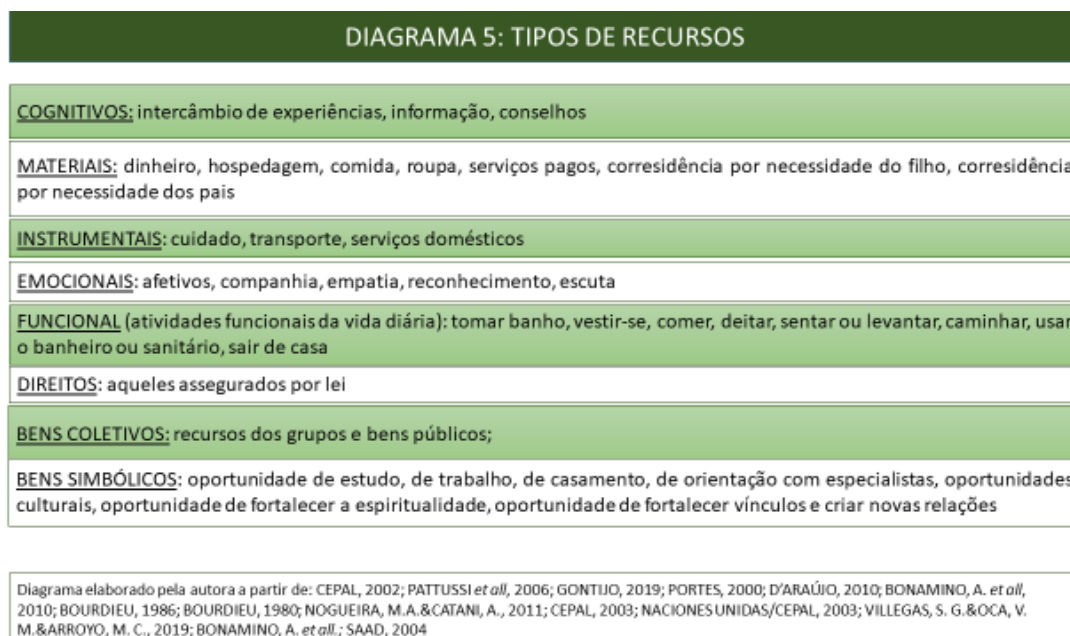 DIAGRAMA 5: TIPOS DE RECURSOS
COGNITIVOS: intercâmbio de experiências, informação, conselhos
MATERIAIS: dinheiro, hospedagem, comida, roupa, serviços pagos, corresidência por necessidade do filho, corresidência
por necessidade dos pais
INSTRUMENTAIS: cuidado, transporte, serviços domésticos
EMOCIONAIS: afetivos, companhia, empatia, reconhecimento, escuta
FUNCIONAL (atividades funcionais da vida diária): tomar banho, vestir-se, comer, deitar, sentar ou levantar, caminhar, usar
o banheiro ou sanitário, sair de casa
DIREITOS: aqueles assegurados por lei
BENS COLETIVOS: recursos dos grupos e bens públicos;
BENS SIMBÓLICOS: oportunidade de estudo, de trabalho, de casamento, de orientação com especialistas, oportunidades
culturais, oportunidade de fortalecer a espiritualidade, oportunidade de fortalecer vínculos e criar novas relações
Diagrama elaborado pela autora a partir de: CEPAL, 2002; PATTUSSI et all, 2006; GONTIJO, 2019; PORTES, 2000; D'ARAÚJO, 2010; BONAMINO, A. et all,
2010; BOURDIEU, 1986; BOURDIEU, 1980; NOGUEIRA, M.A.&CATANI, A., 2011; CEPAL, 2003; NACIONES UNIDAS/CEPAL, 2003; VILLEGAS, S. G.&OCA, V.
M.&ARROYO, M. C., 2019; BONAMINO, A. et all.; SAAD, 2004